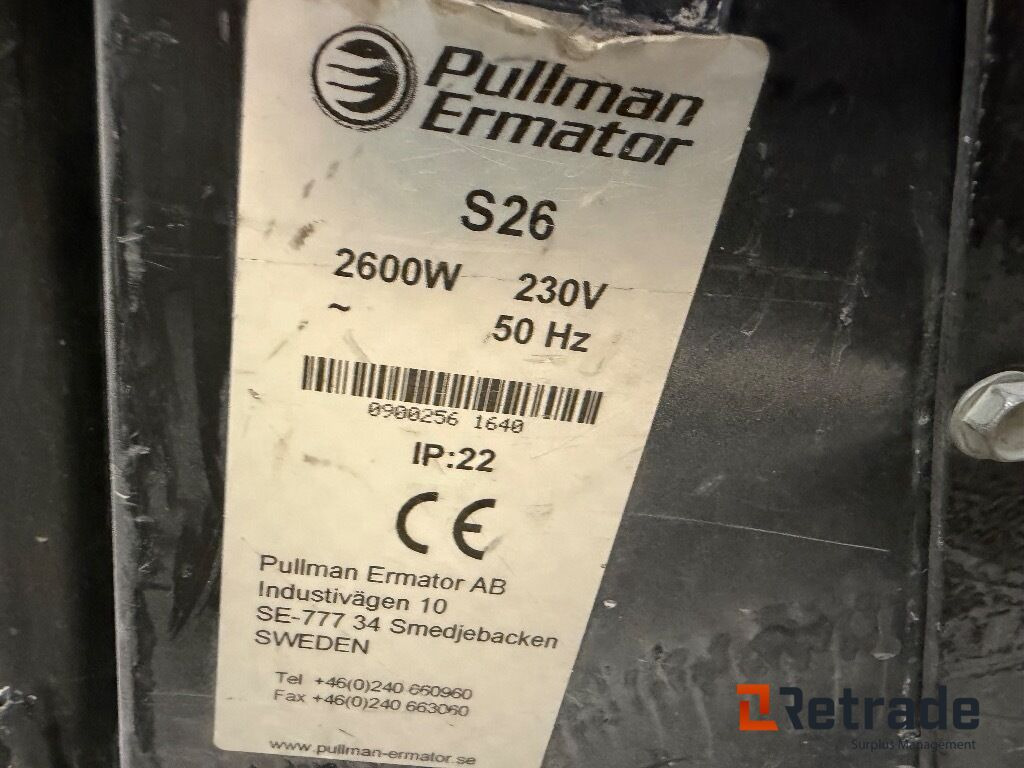 Pullman
Ermator
S26
2600W 230V
~ 50 Hz
0900256 1640
IP:22
CE
Pullman Ermator AB
Industivägen 10
SE-777 34 Smedjebacken
SWEDEN
Tel +46(0)240 660960
Fax +46(0)240 663060
www.pullman-ermator.se
Retrade
Surplus Management